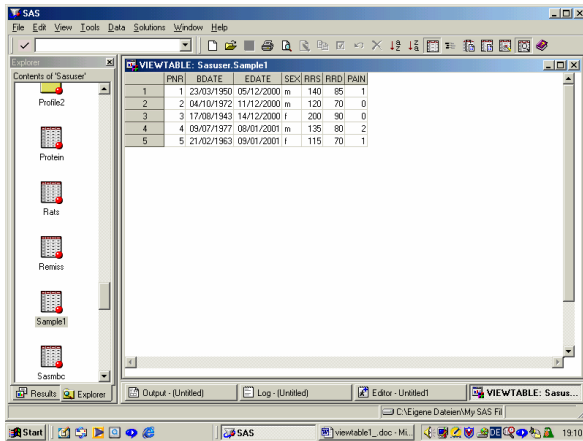 SAS
File Edit View Tools Data Solutions Window Help
Explorer
Contents of 'Sasuser'
Profile2
Protein
Rats
Remiss
Sample1
Sasmbc
Results Explorer
VIEWTABLE: Sasuser.Sample1
PNR BDATE EDATE SEX RRS RRD PAIN
1 1 23/03/1950 05/12/2000 m 140 85 1
2 2 04/10/1972 11/12/2000 m 120 70 0
3 3 17/08/1943 14/12/2000 f 200 90 0
4 4 09/07/1977 08/01/2001 m 135 80 2
5 5 21/02/1963 09/01/2001 f 115 70 1
Output - (Untitled) Log - (Untitled) Editor - Untitled1 VIEWTABLE: Sasus...
C:\Eigene Dateien\My SAS Fil
Start SAS viewtable1_.doc - Mi... DE 19:10